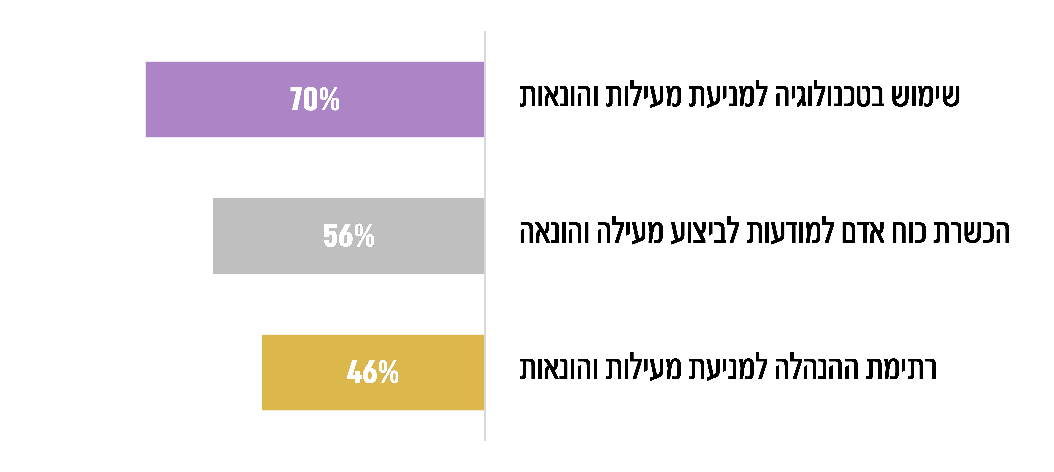 שימוש בטכנולוגיה למניעת מעילות והונאות
70%
הכשרת כוח אדם למודעות לביצוע מעילה והונאה
56%
רתימת ההנהלה למניעת מעילות והונאות
46%